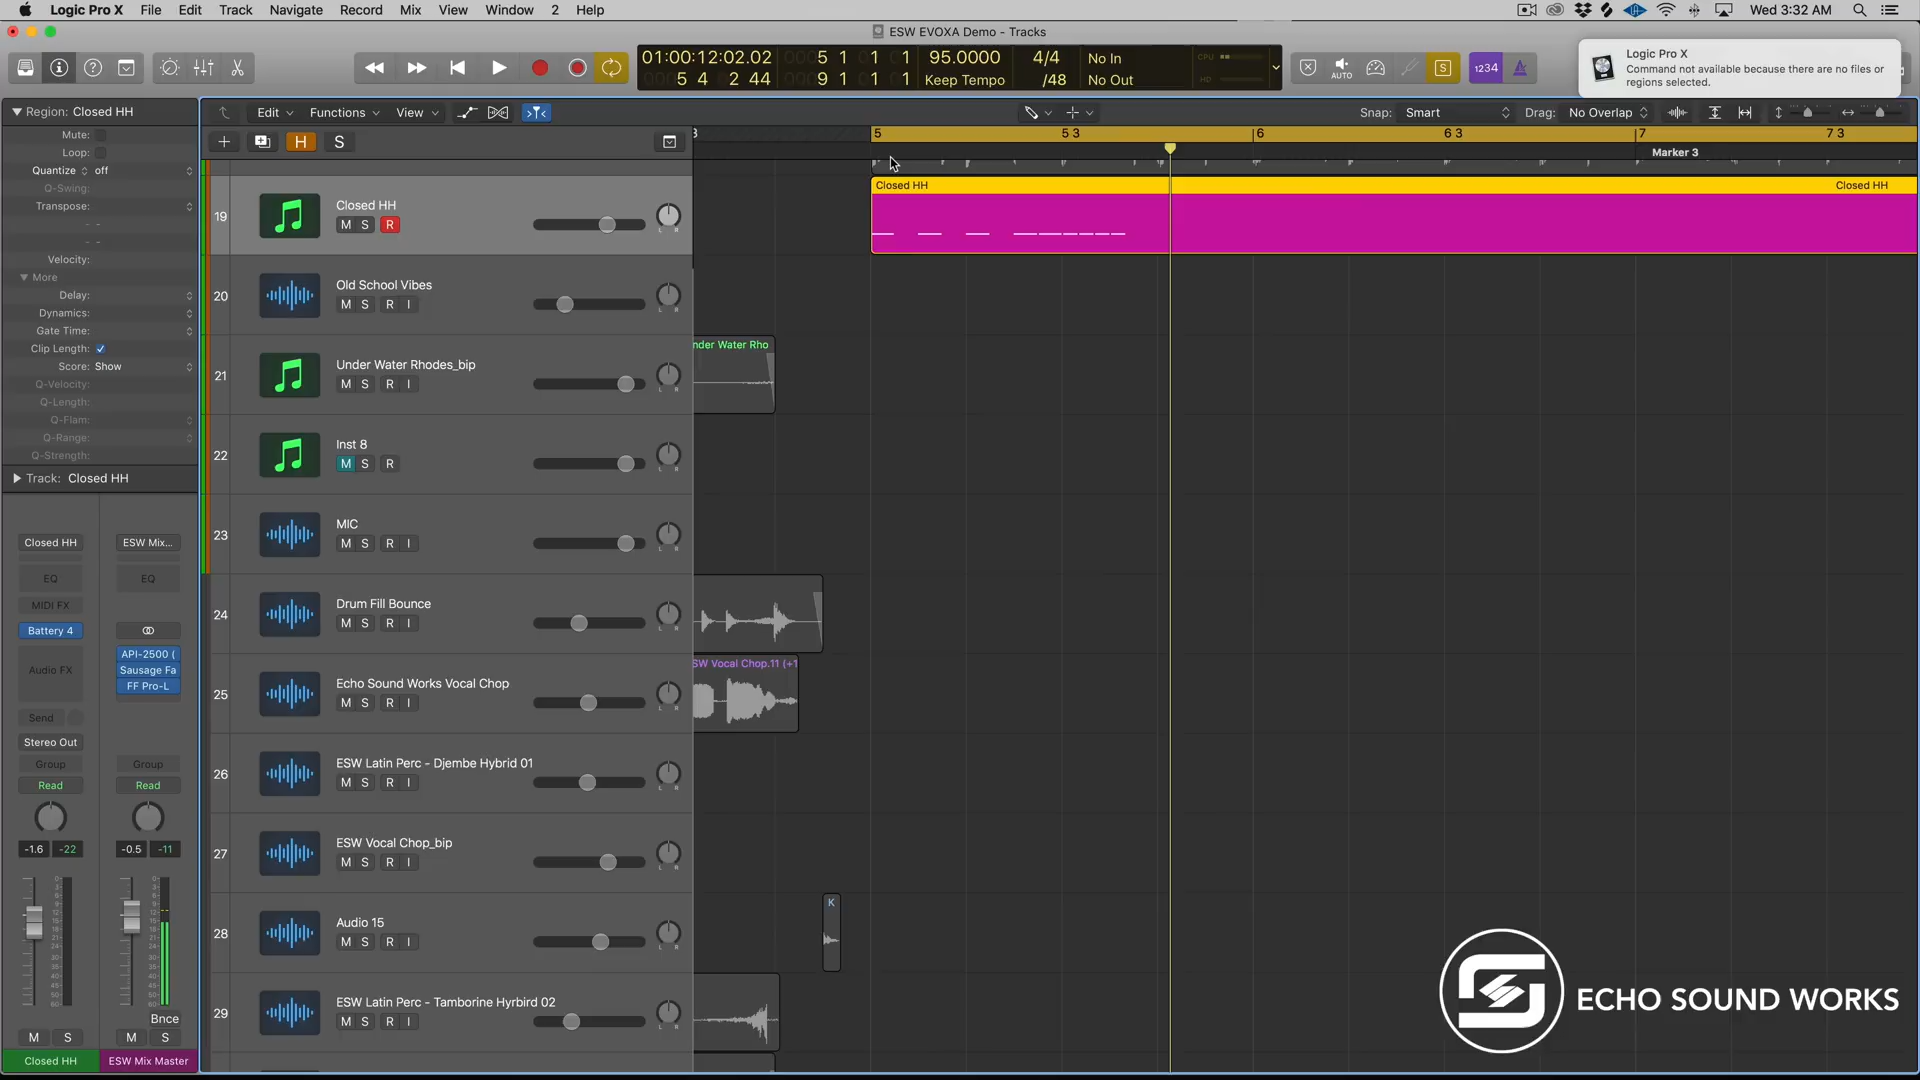 Logic Pro X File Edit Track Navigate Record Mix View Window 2 Help Wed 3:32 AM
ESW EVOXA Demo - Tracks
01:00:12:02.02 5 1 1 1 95.0000 4/4 No In CPU
5 4 2 44 9 1 1 1 Keep Tempo /48 No Out HD
AUTO S 1234
Logic Pro X
Command not available because there are no files or
regions selected.
Region: Closed HH
Edit Functions View Snap: Smart Drag: No Overlap
Mute:
Loop:
Quantize off
Q-Swing:
Transpose:
Velocity:
More
Delay:
Dynamics:
Gate Time:
Clip Length:
Score: Show
Q-Velocity:
Q-Length:
Q-Flam:
Q-Range:
Q-Strength:
Track: Closed HH
H S
3 5 5 3 6 6 3 7 7 3
Marker 3
Closed HH Closed HH
19 Closed HH
M S R L R
20 Old School Vibes
M S R I L R
21 Under Water Rhodes_bip
M S R I L R
nder Water Rho
22 Inst 8
M S R L R
23 MIC
M S R I L R
24 Drum Fill Bounce
M S R I L R
25 Echo Sound Works Vocal Chop
M S R I L R
SW Vocal Chop.11 (+1
26 ESW Latin Perc - Djembe Hybrid 01
M S R I L R
27 ESW Vocal Chop_bip
M S R I L R
28 Audio 15
M S R I L R
K
29 ESW Latin Perc - Tamborine Hyrbird 02
M S R I L R
Closed HH ESW Mix...
EQ EQ
MIDI FX
Battery 4
API-2500 (
Audio FX Sausage Fa
FF Pro-L
Send
Stereo Out
Group Group
Read Read
-1.6 -22 -0.5 -11
Bnce
M S M S
Closed HH ESW Mix Master
ECHO SOUND WORKS